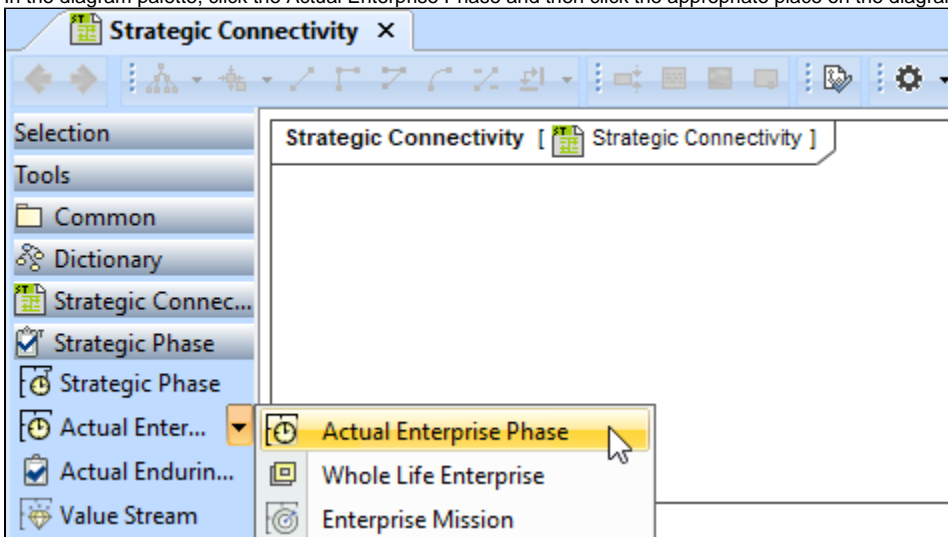 In the diagram palette, click the Actual Enterprise Phase and then click the appropriate place on the diagram
Strategic Connectivity ×
Selection
Tools
Common
Dictionary
Strategic Connec...
Strategic Phase
Strategic Phase
Actual Enter...
Actual Endurin...
Value Stream
Strategic Connectivity [ Strategic Connectivity ]
Actual Enterprise Phase
Whole Life Enterprise
Enterprise Mission